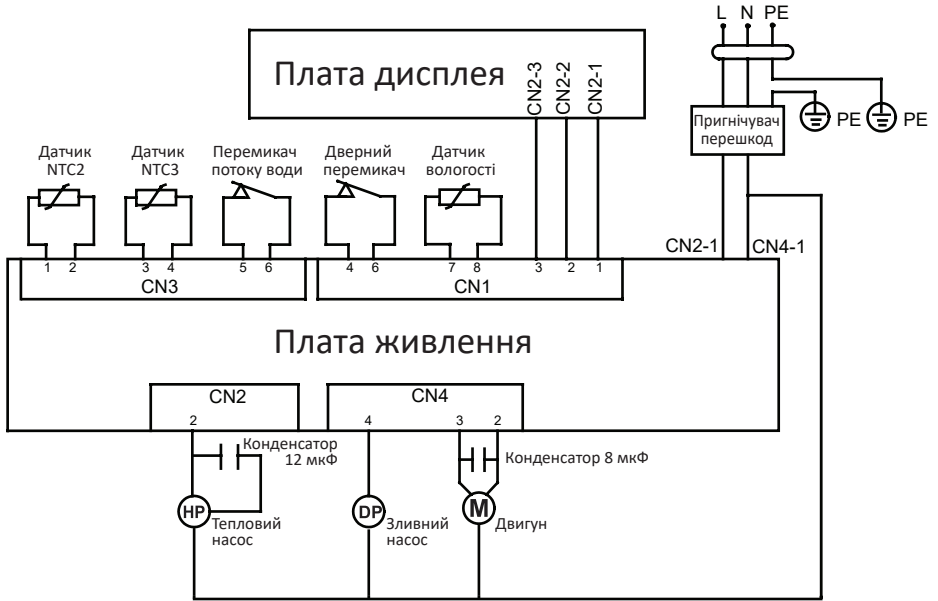 L N PE
Плата дисплея
CN2-3
CN2-2
CN2-1
Пригнічувач
перешкод
PE
PE
Датчик
NTC2
Датчик
NTC3
Перемикач
потоку води
Дверний
перемикач
Датчик
вологості
CN2-1
CN4-1
1 2 3 4 5 6 4 6 7 8 3 2 1
CN3
CN1
Плата живлення
CN2
CN4
2 4 3 2
Конденсатор
12 мкФ
Конденсатор 8 мкФ
HP
Тепловий
насос
DP
Зливний
насос
M
Двигун